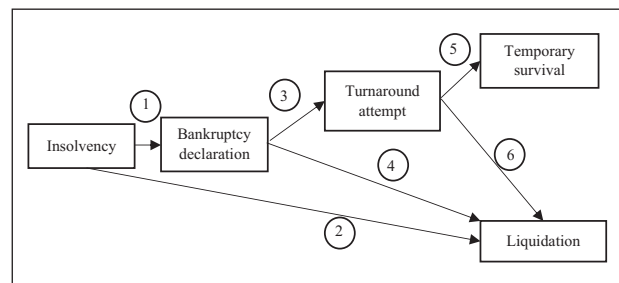 5
Temporary
survival
1
3
Turnaround
attempt
Insolvency
Bankruptcy
declaration
4
6
2
Liquidation